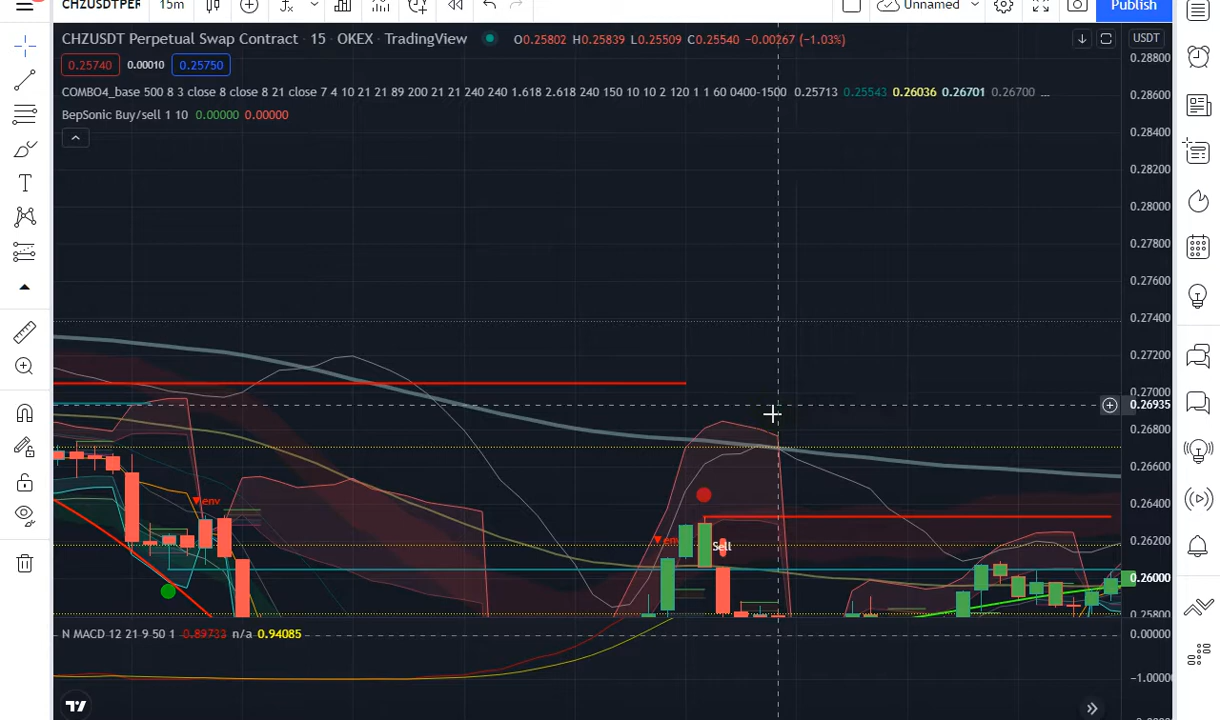 CHZUSDTPER 15m Unnamed Publish
CHZUSDT Perpetual Swap Contract · 15 · OKEX · TradingView O0.25802 H0.25839 L0.25509 C0.25540 −0.00267 (−1.03%) USDT
0.25740 0.00010 0.25750
COMBO4_base 500 8 3 close 8 close 8 21 close 7 4 10 21 21 89 200 21 21 240 240 1.618 2.618 240 150 10 10 2 120 1 1 60 0400-1500 0.25713 0.25543 0.26036 0.26701 0.26700 ...
BepSonic Buy/sell 1 10 0.00000 0.00000
0.28800
0.28600
0.28400
0.28200
0.28000
0.27800
0.27600
0.27400
0.27200
0.27000
0.26935
0.26800
0.26600
0.26400
0.26200
0.26000
0.25800
env
env
Sell
N MACD 12 21 9 50 1 -0.89733 n/a 0.94085
0.00000
−1.0000